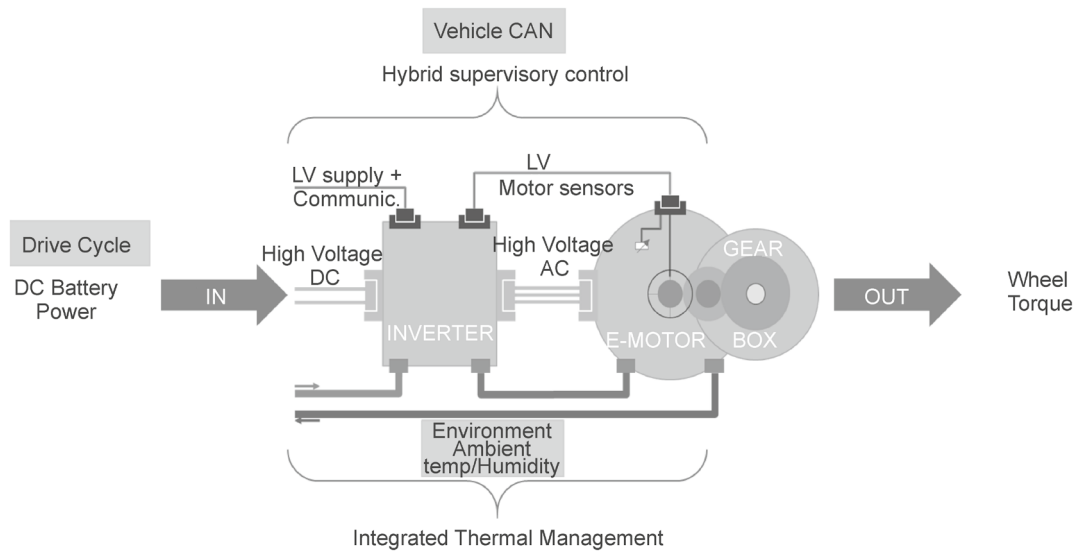 Vehicle CAN
Hybrid supervisory control
LV supply +
Communic.
LV
Motor sensors
Drive Cycle
DC Battery
Power
IN
High Voltage
DC
INVERTER
High Voltage
AC
E-MOTOR
GEAR
BOX
OUT
Wheel
Torque
Environment
Ambient
temp/Humidity
Integrated Thermal Management